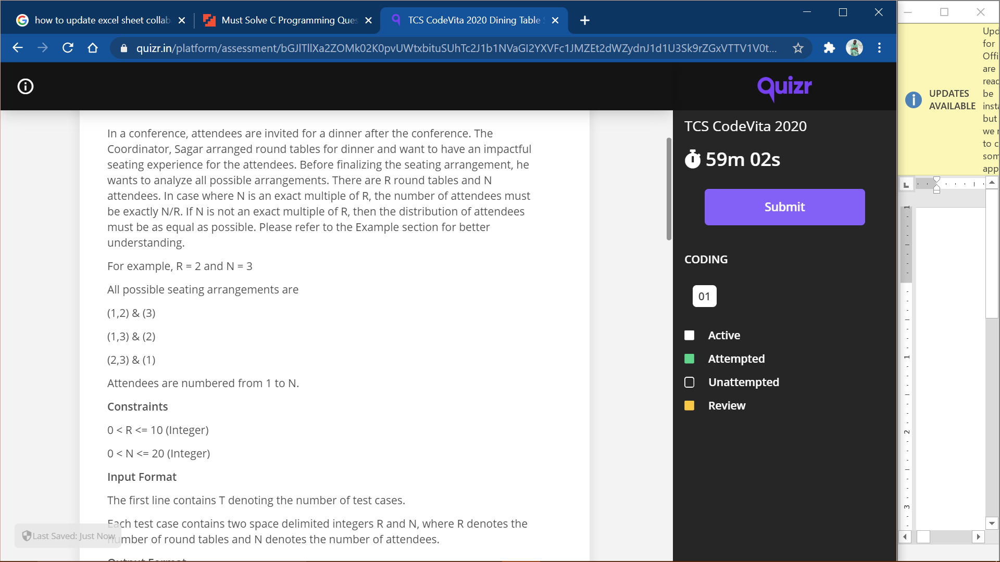 how to update excel sheet collab
Must Solve C Programming Ques
TCS CodeVita 2020 Dining Table
quizr.in/platform/assessment/bGJlTllXa2ZOMk02K0pvUWtxbituSUhTc2J1b1NVaGI2YXVFc1JMZEt2dWZydnJ1d1U3Sk9rZGxVTTV1V0t...
quizr
In a conference, attendees are invited for a dinner after the conference. The
Coordinator, Sagar arranged round tables for dinner and want to have an impactful
seating experience for the attendees. Before finalizing the seating arrangement, he
wants to analyze all possible arrangements. There are R round tables and N
attendees. In case where N is an exact multiple of R, the number of attendees must
be exactly N/R. If N is not an exact multiple of R, then the distribution of attendees
must be as equal as possible. Please refer to the Example section for better
understanding.
For example, R = 2 and N = 3
All possible seating arrangements are
(1,2) & (3)
(1,3) & (2)
(2,3) & (1)
Attendees are numbered from 1 to N.
Constraints
0 < R <= 10 (Integer)
0 < N <= 20 (Integer)
Input Format
The first line contains T denoting the number of test cases.
Each test case contains two space delimited integers R and N, where R denotes the
number of round tables and N denotes the number of attendees.
Output Format
Last Saved: Just Now
TCS CodeVita 2020
59m 02s
Submit
CODING
01
Active
Attempted
Unattempted
Review
UPDATES
AVAILABLE
Upd
for
Offi
are
read
be
insta
but
we
to c
som
app
1
1
2
3